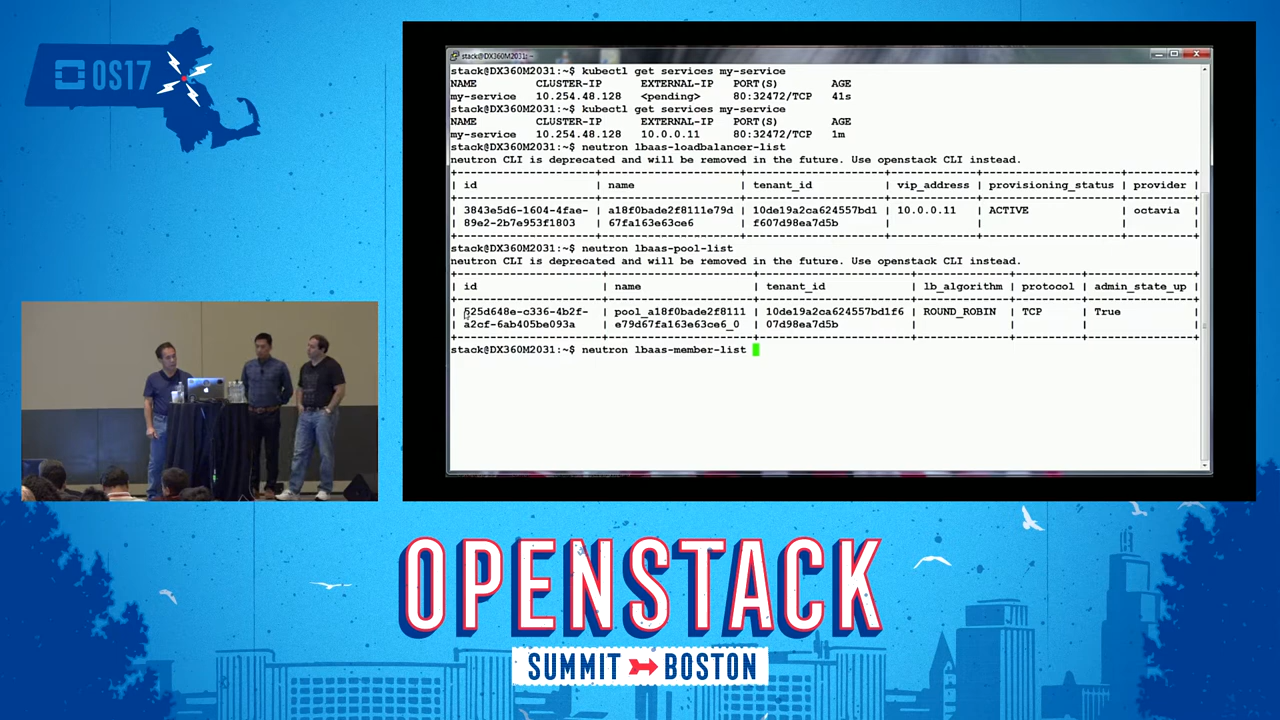 OS17
stack@DX360M2031: ~
stack@DX360M2031:~$ kubectl get services my-service
NAME CLUSTER-IP EXTERNAL-IP PORT(S) AGE
my-service 10.254.48.128 <pending> 80:32472/TCP 41s
stack@DX360M2031:~$ kubectl get services my-service
NAME CLUSTER-IP EXTERNAL-IP PORT(S) AGE
my-service 10.254.48.128 10.0.0.11 80:32472/TCP 1m
stack@DX360M2031:~$ neutron lbaas-loadbalancer-list
neutron CLI is deprecated and will be removed in the future. Use openstack CLI instead.
| id | name | tenant_id | vip_address | provisioning_status | provider |
| 3843e5d6-1604-4fae- | a18f0bade2f8111e79d | 10de19a2ca624557bd1 | 10.0.0.11 | ACTIVE | octavia |
| 89e2-2b7e953f1803 | 67fa163e63ce6 | f607d98ea7d5b | | | |
stack@DX360M2031:~$ neutron lbaas-pool-list
neutron CLI is deprecated and will be removed in the future. Use openstack CLI instead.
| id | name | tenant_id | lb_algorithm | protocol | admin_state_up |
| 525d648e-c336-4b2f- | pool_a18f0bade2f8111 | 10de19a2ca624557bd1f6 | ROUND_ROBIN | TCP | True |
| a2cf-6ab405be093a | e79d67fa163e63ce6_0 | 07d98ea7d5b | | | |
stack@DX360M2031:~$ neutron lbaas-member-list
OPENSTACK
SUMMIT BOSTON